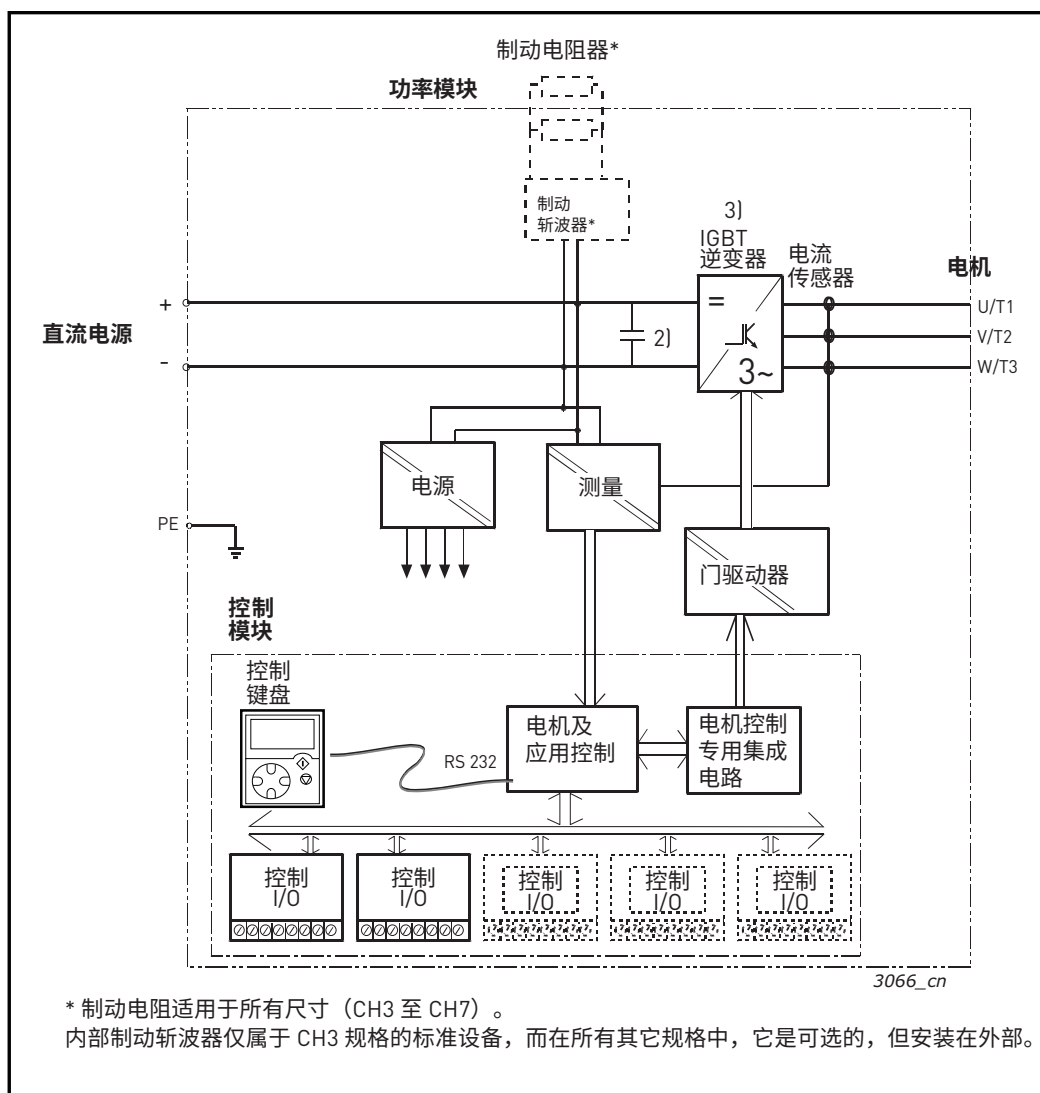 制动电阻器*
功率模块
制动
斩波器*
3)
IGBT
逆变器
电流
传感器
电机
+
直流电源
-
2)
=
3~
U/T1
V/T2
W/T3
电源
测量
PE
门驱动器
控制
模块
控制
键盘
RS 232
电机及
应用控制
电机控制
专用集成
电路
控制
I/O
控制
I/O
控制
I/O
控制
I/O
控制
I/O
3066_cn
* 制动电阻适用于所有尺寸（CH3 至 CH7）。
内部制动斩波器仅属于 CH3 规格的标准设备，而在所有其它规格中，它是可选的，但安装在外部。